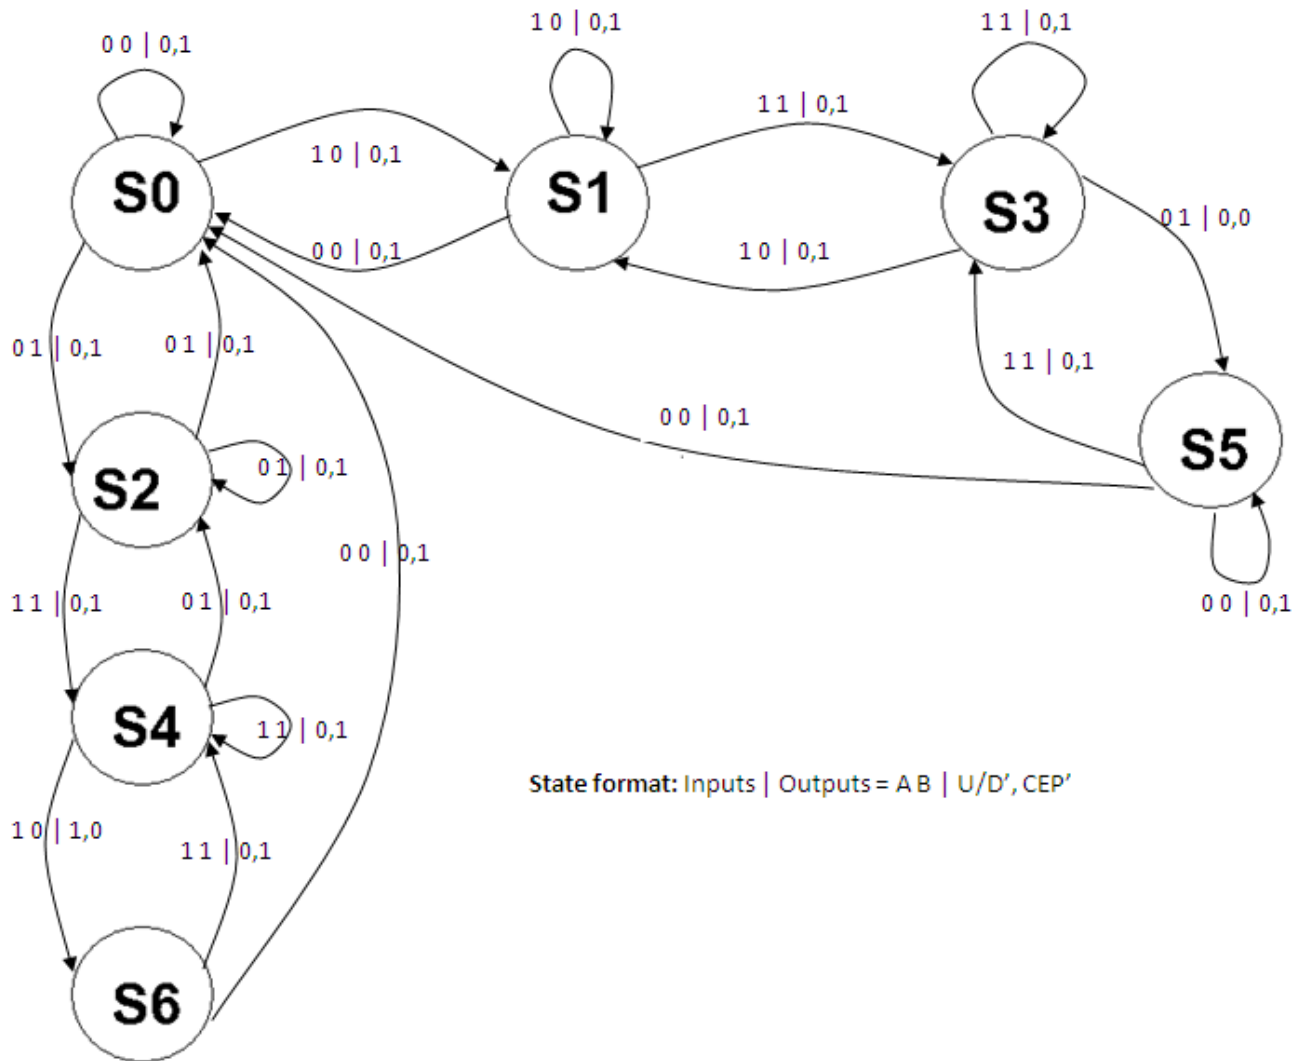 0 0 | 0,1
1 0 | 0,1
1 1 | 0,1
1 1 | 0,1
1 0 | 0,1
S0
S1
S3
0 1 | 0,0
0 0 | 0,1
1 0 | 0,1
0 1 | 0,1
0 1 | 0,1
1 1 | 0,1
0 0 | 0,1
S5
S2
0 1 | 0,1
0 0 | 0,1
1 1 | 0,1
0 1 | 0,1
0 0 | 0,1
S4
1 1 | 0,1
State format: Inputs | Outputs = A B | U/D', CEP'
1 0 | 1,0
1 1 | 0,1
S6